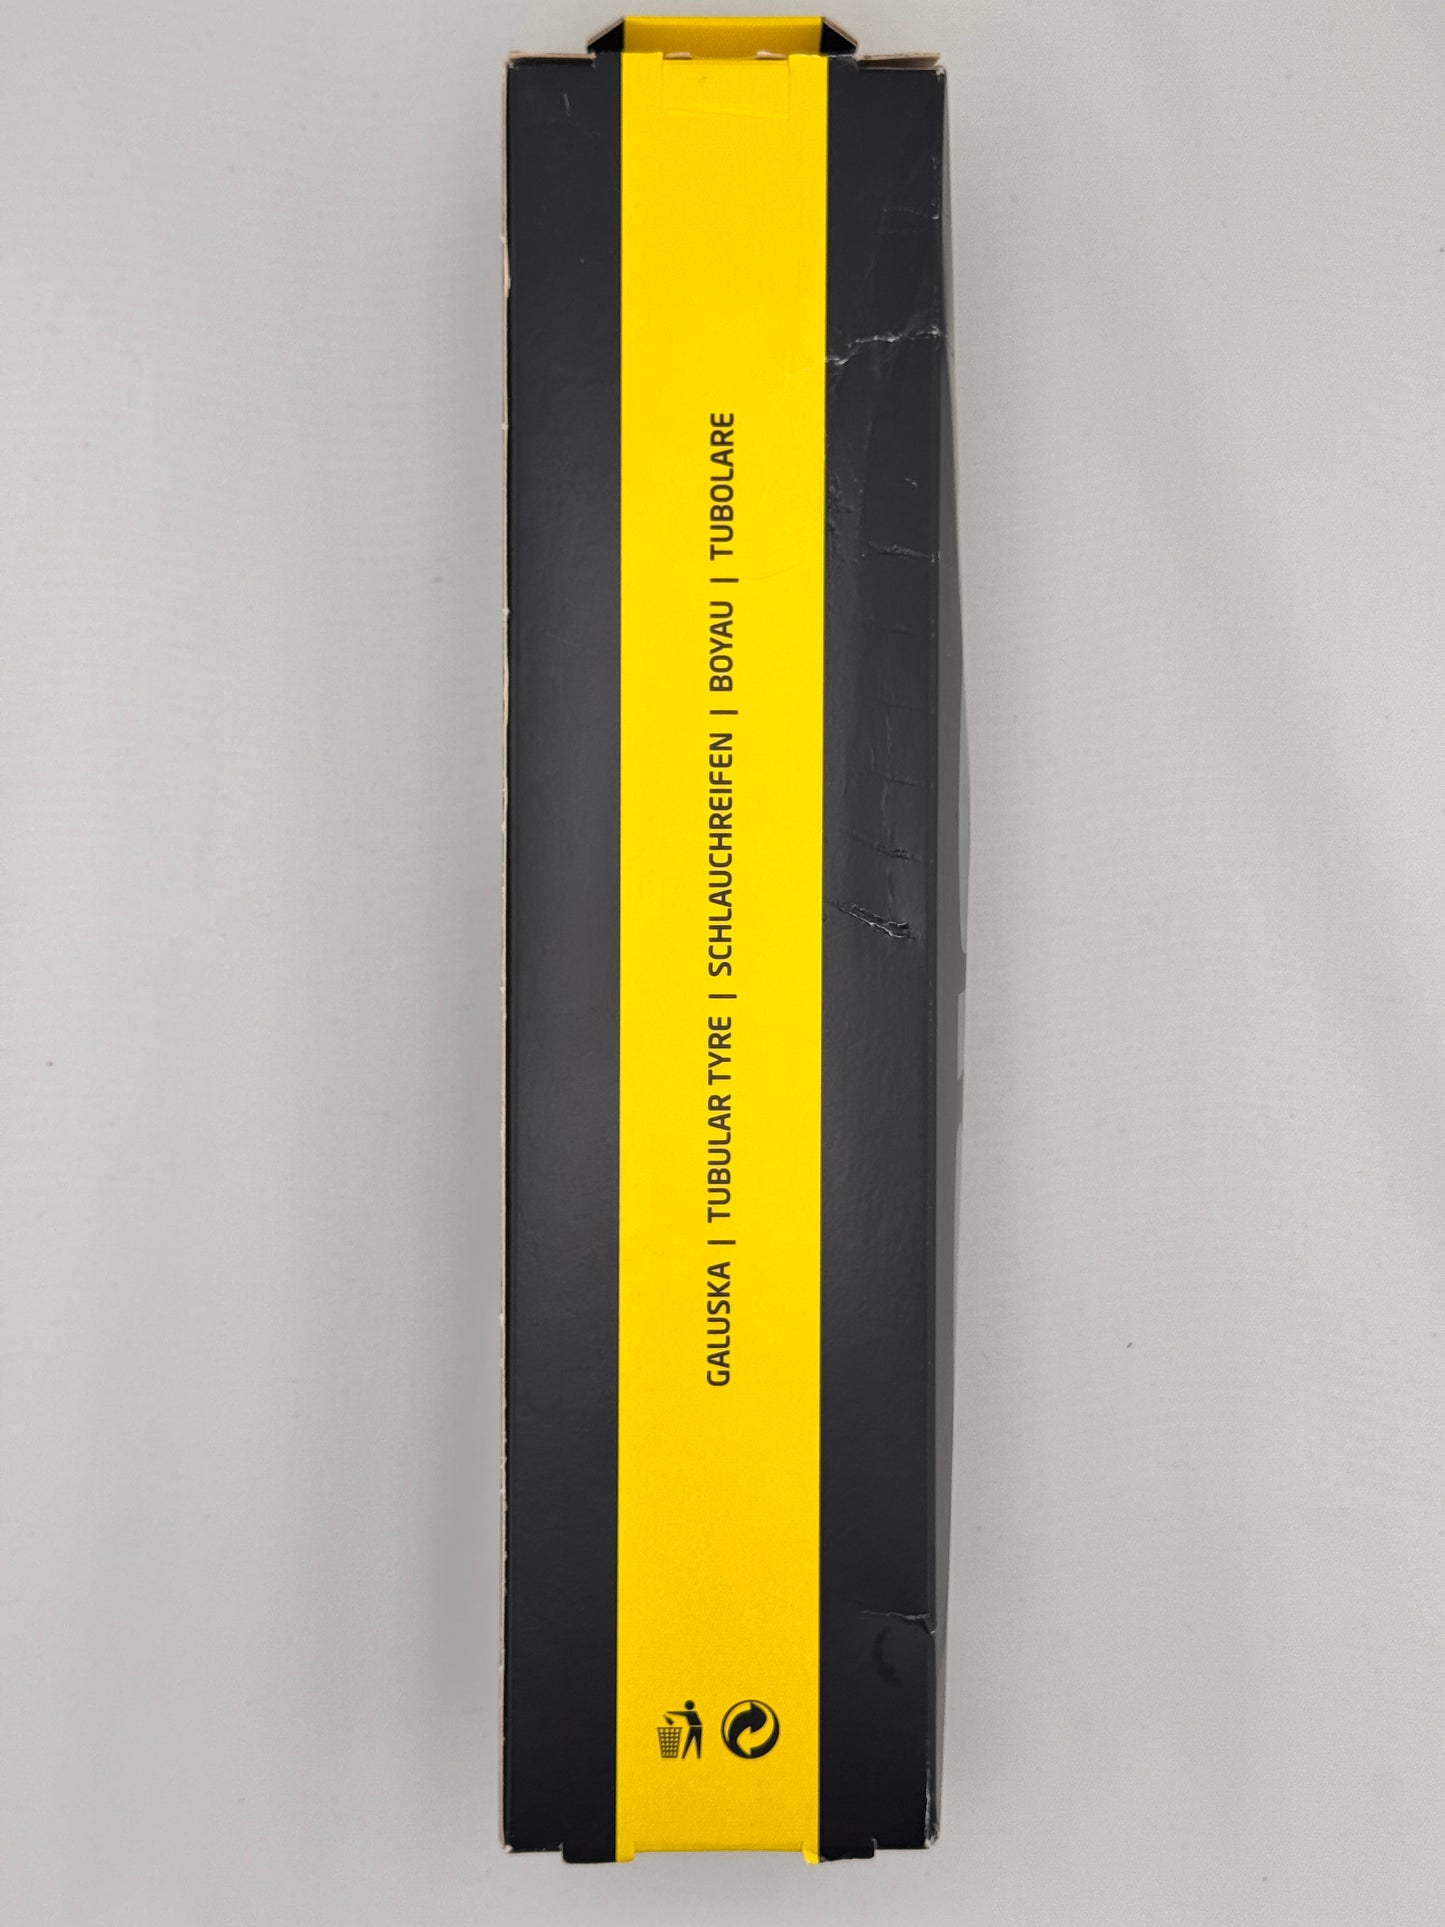 GALUSKA | TUBULAR TYRE | SCHLAUCHREIFEN | BOYAU | TUBOLARE